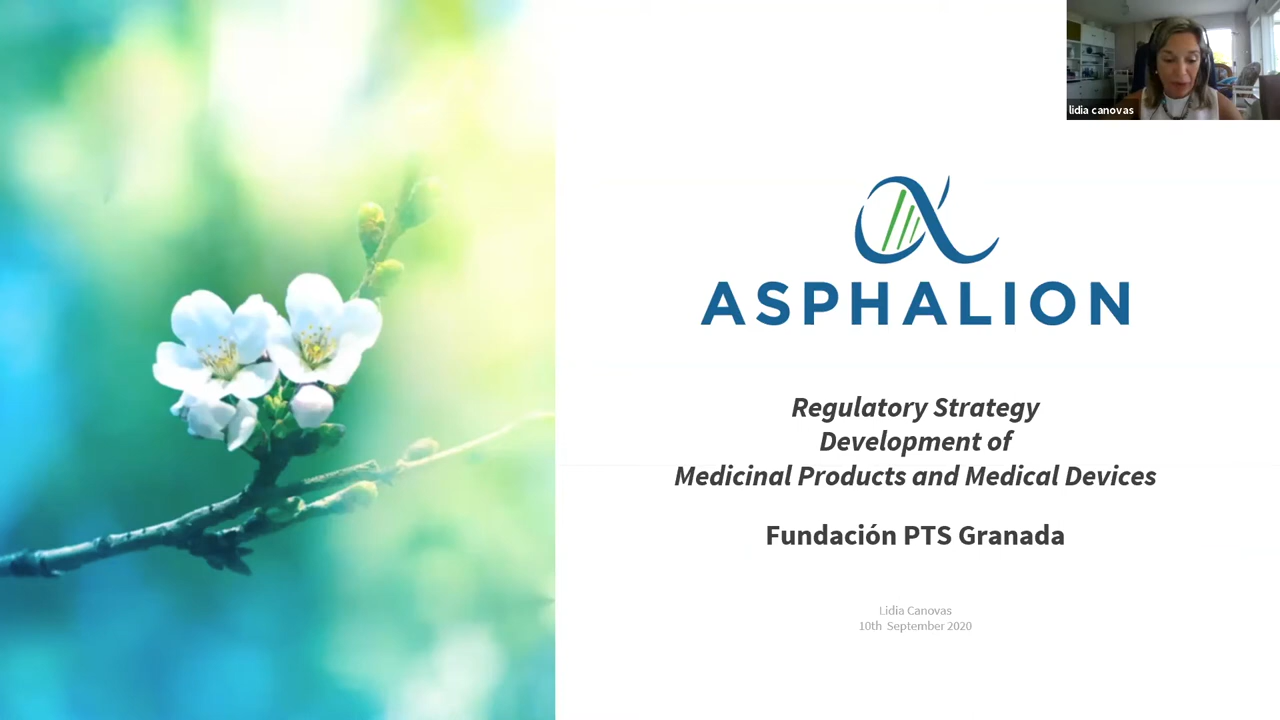 lidia canovas
ASPHALION
Regulatory Strategy
Development of
Medicinal Products and Medical Devices
Fundación PTS Granada
Lidia Canovas
10th September 2020